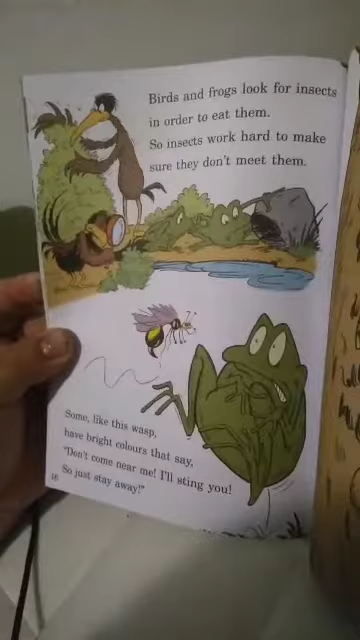 Birds and frogs look for insects
in order to eat them.
So insects work hard to make
sure they don't meet them.
Some, like this wasp,
have bright colours that say,
"Don't come near me! I'll sting you!
So just stay away!"
16